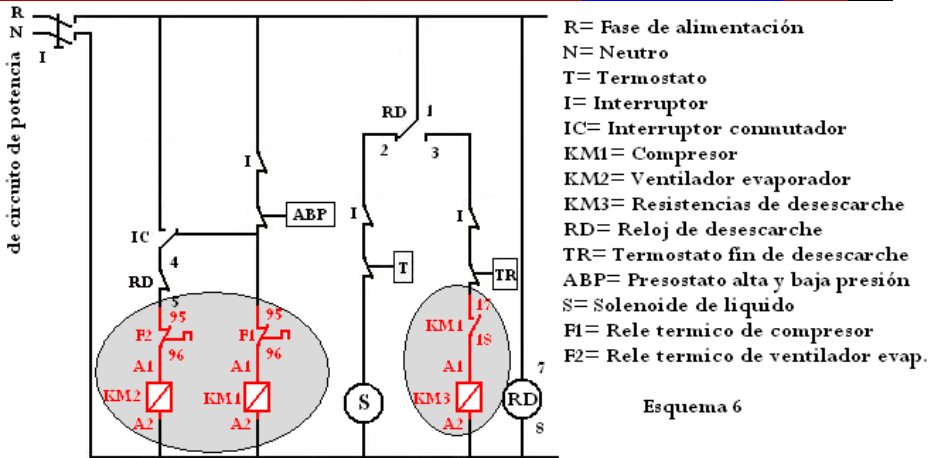 R
N
I
de circuito de potencia
RD 1
2 3
I
ABP
I
I
IC
T
TR
4
RD
5
95
95
17
F2
F1
KM1
96
96
18
A1
A1
A1
7
KM2
KM1
S
KM3
RD
A2
A2
A2
8
R= Fase de alimentación
N= Neutro
T= Termostato
I= Interruptor
IC= Interruptor conmutador
KM1= Compresor
KM2= Ventilador evaporador
KM3= Resistencias de desescarche
RD= Reloj de desescarche
TR= Termostato fin de desescarche
ABP= Presostato alta y baja presión
S= Solenoide de liquido
F1= Rele termico de compresor
F2= Rele termico de ventilador evap.
Esquema 6